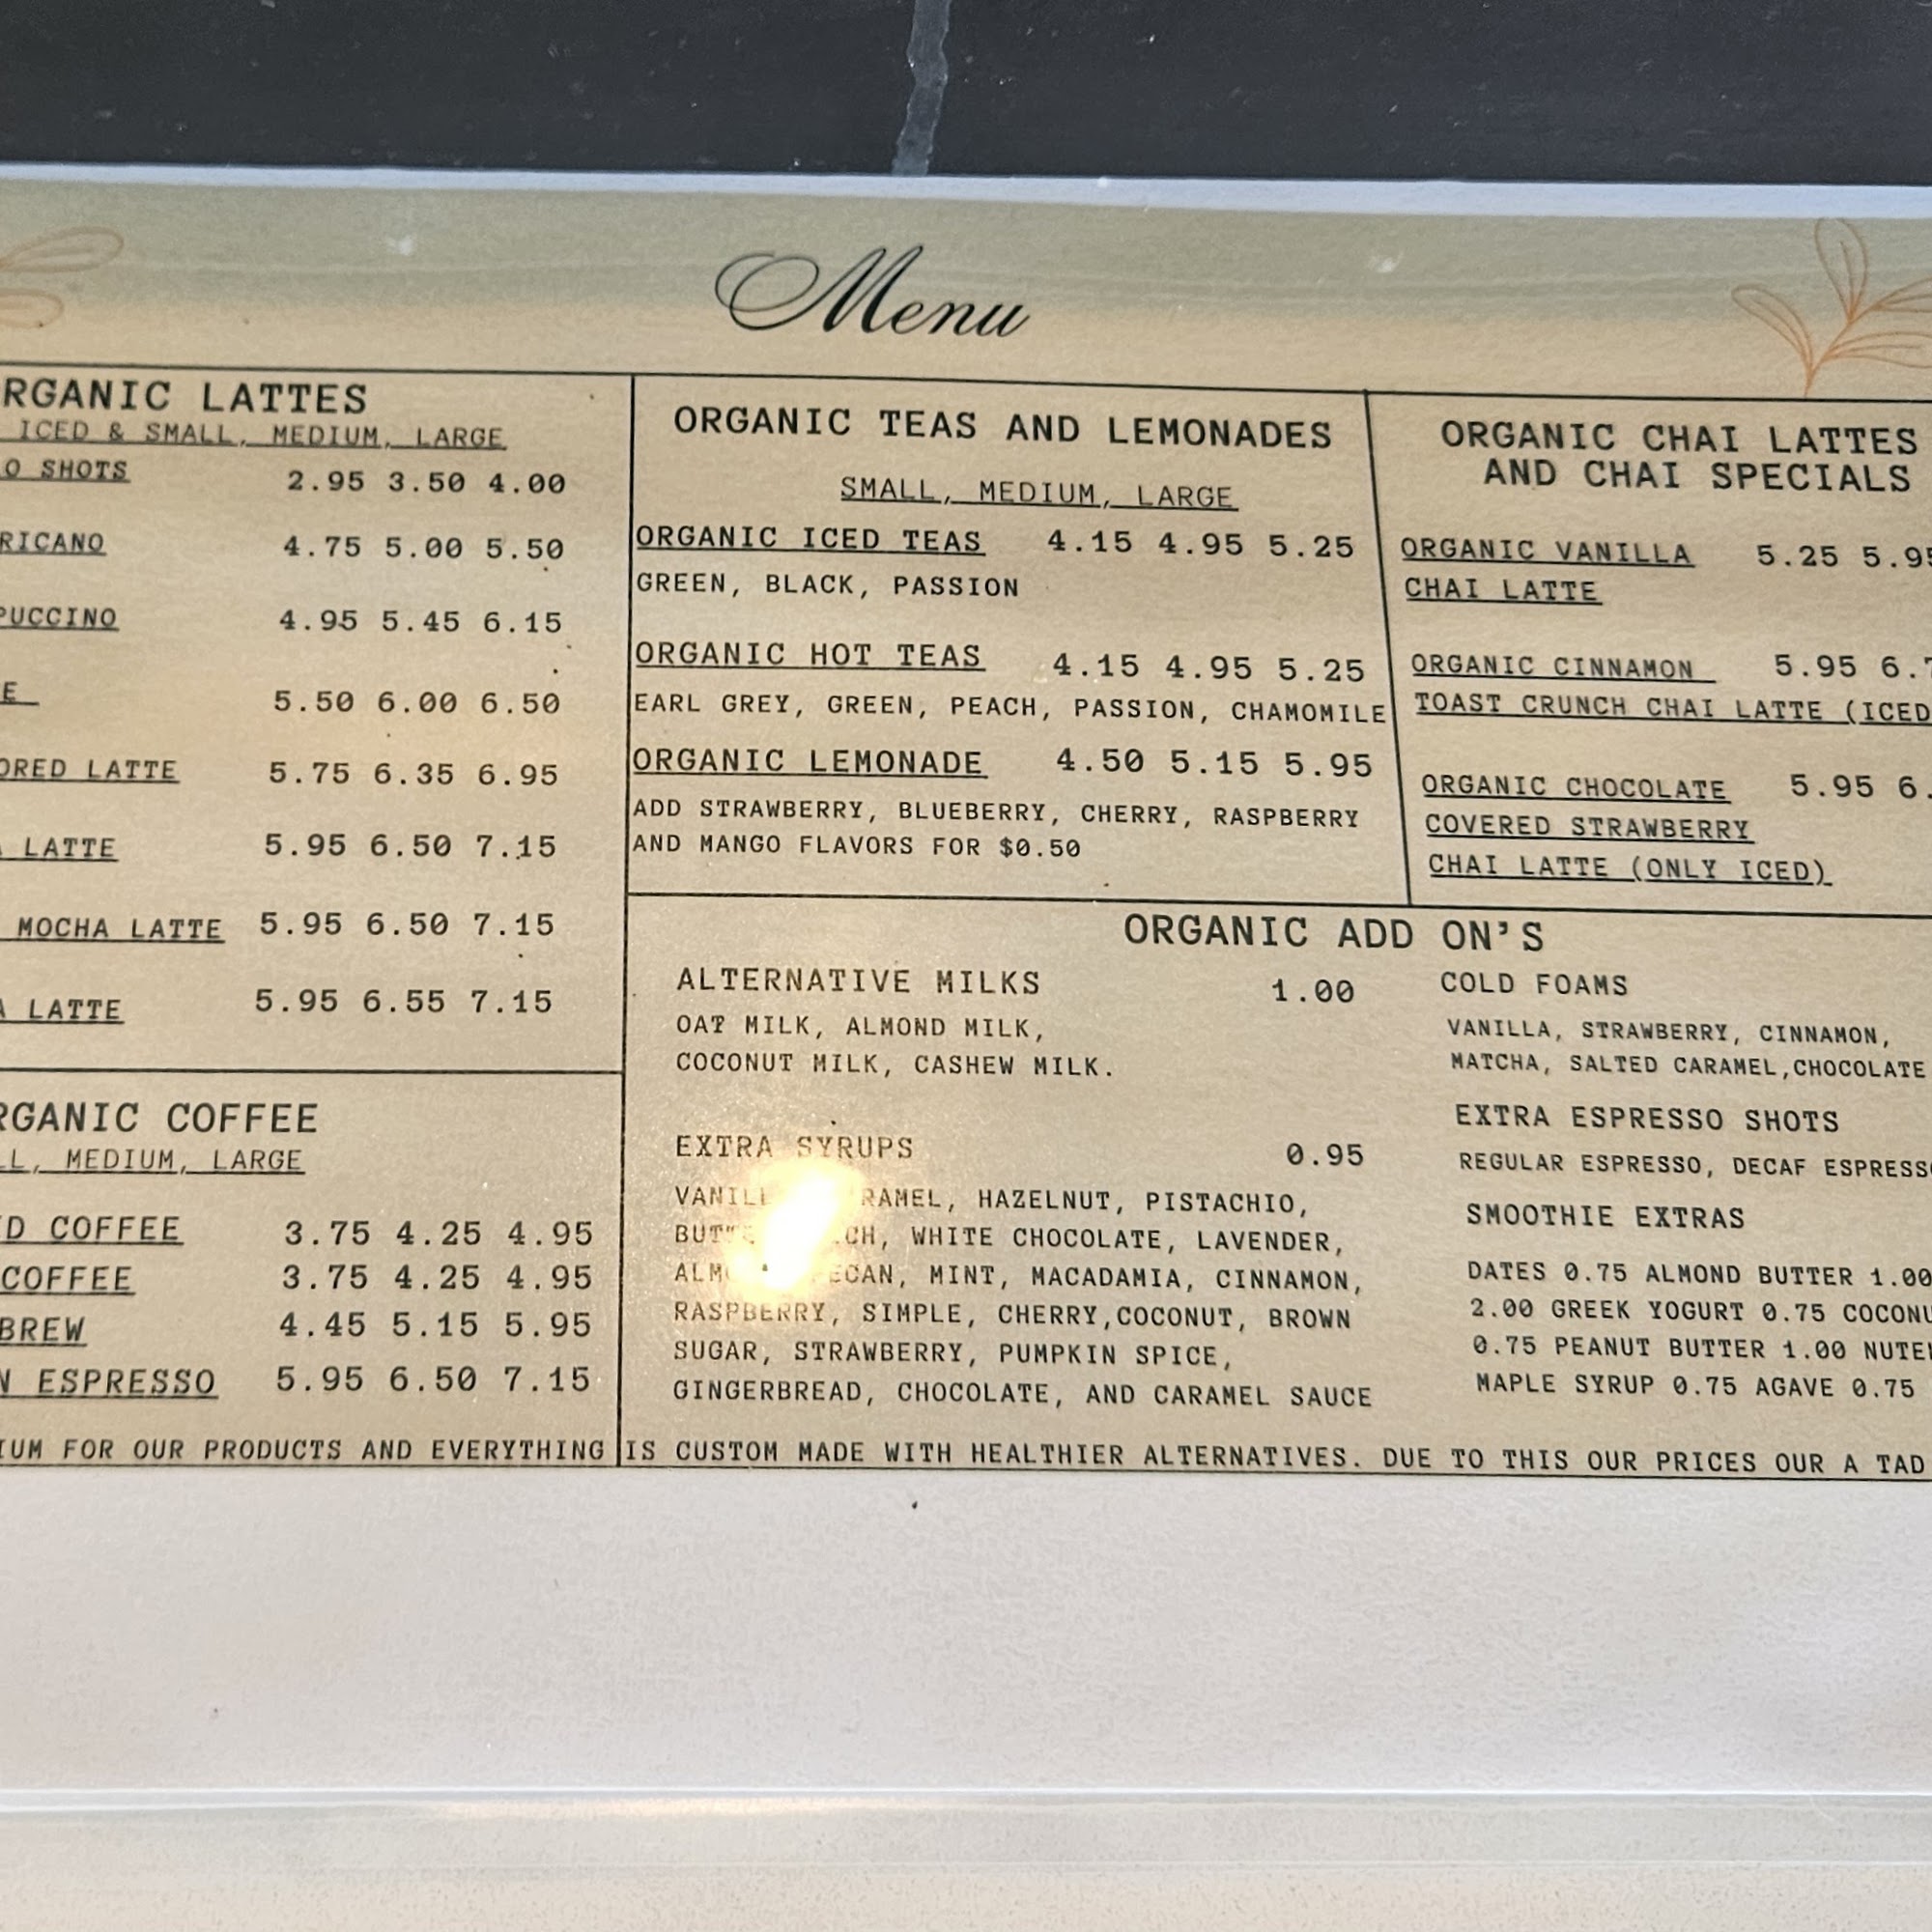 Menu
RGANIC LATTES
ICED & SMALL, MEDIUM, LARGE
O SHOTS 2.95 3.50 4.00
RICANO 4.75 5.00 5.50
PUCCINO 4.95 5.45 6.15
E 5.50 6.00 6.50
ORED LATTE 5.75 6.35 6.95
LATTE 5.95 6.50 7.15
MOCHA LATTE 5.95 6.50 7.15
A LATTE 5.95 6.55 7.15
RGANIC COFFEE
LL, MEDIUM, LARGE
D COFFEE 3.75 4.25 4.95
COFFEE 3.75 4.25 4.95
BREW 4.45 5.15 5.95
N ESPRESSO 5.95 6.50 7.15
ORGANIC TEAS AND LEMONADES
SMALL, MEDIUM, LARGE
ORGANIC ICED TEAS 4.15 4.95 5.25
GREEN, BLACK, PASSION
ORGANIC HOT TEAS 4.15 4.95 5.25
EARL GREY, GREEN, PEACH, PASSION, CHAMOMILE
ORGANIC LEMONADE 4.50 5.15 5.95
ADD STRAWBERRY, BLUEBERRY, CHERRY, RASPBERRY
AND MANGO FLAVORS FOR $0.50
ORGANIC CHAI LATTES
AND CHAI SPECIALS
ORGANIC VANILLA 5.25 5.95
CHAI LATTE
ORGANIC CINNAMON 5.95 6.7
TOAST CRUNCH CHAI LATTE (ICED
ORGANIC CHOCOLATE 5.95 6.
COVERED STRAWBERRY
CHAI LATTE (ONLY ICED)
ORGANIC ADD ON'S
ALTERNATIVE MILKS 1.00
OAT MILK, ALMOND MILK,
COCONUT MILK, CASHEW MILK.
EXTRA SYRUPS 0.95
HAZELNUT, PISTACHIO,
WHITE CHOCOLATE, LAVENDER,
MINT, MACADAMIA, CINNAMON,
RASPBERRY, SIMPLE, CHERRY,COCONUT, BROWN
SUGAR, STRAWBERRY, PUMPKIN SPICE,
GINGERBREAD, CHOCOLATE, AND CARAMEL SAUCE
COLD FOAMS
VANILLA, STRAWBERRY, CINNAMON,
MATCHA, SALTED CARAMEL,CHOCOLATE
EXTRA ESPRESSO SHOTS
REGULAR ESPRESSO, DECAF ESPRESSO
SMOOTHIE EXTRAS
DATES 0.75 ALMOND BUTTER 1.00
2.00 GREEK YOGURT 0.75 COCONU
0.75 PEANUT BUTTER 1.00 NUTE
MAPLE SYRUP 0.75 AGAVE 0.75
IUM FOR OUR PRODUCTS AND EVERYTHING IS CUSTOM MADE WITH HEALTHIER ALTERNATIVES. DUE TO THIS OUR PRICES OUR A TAD